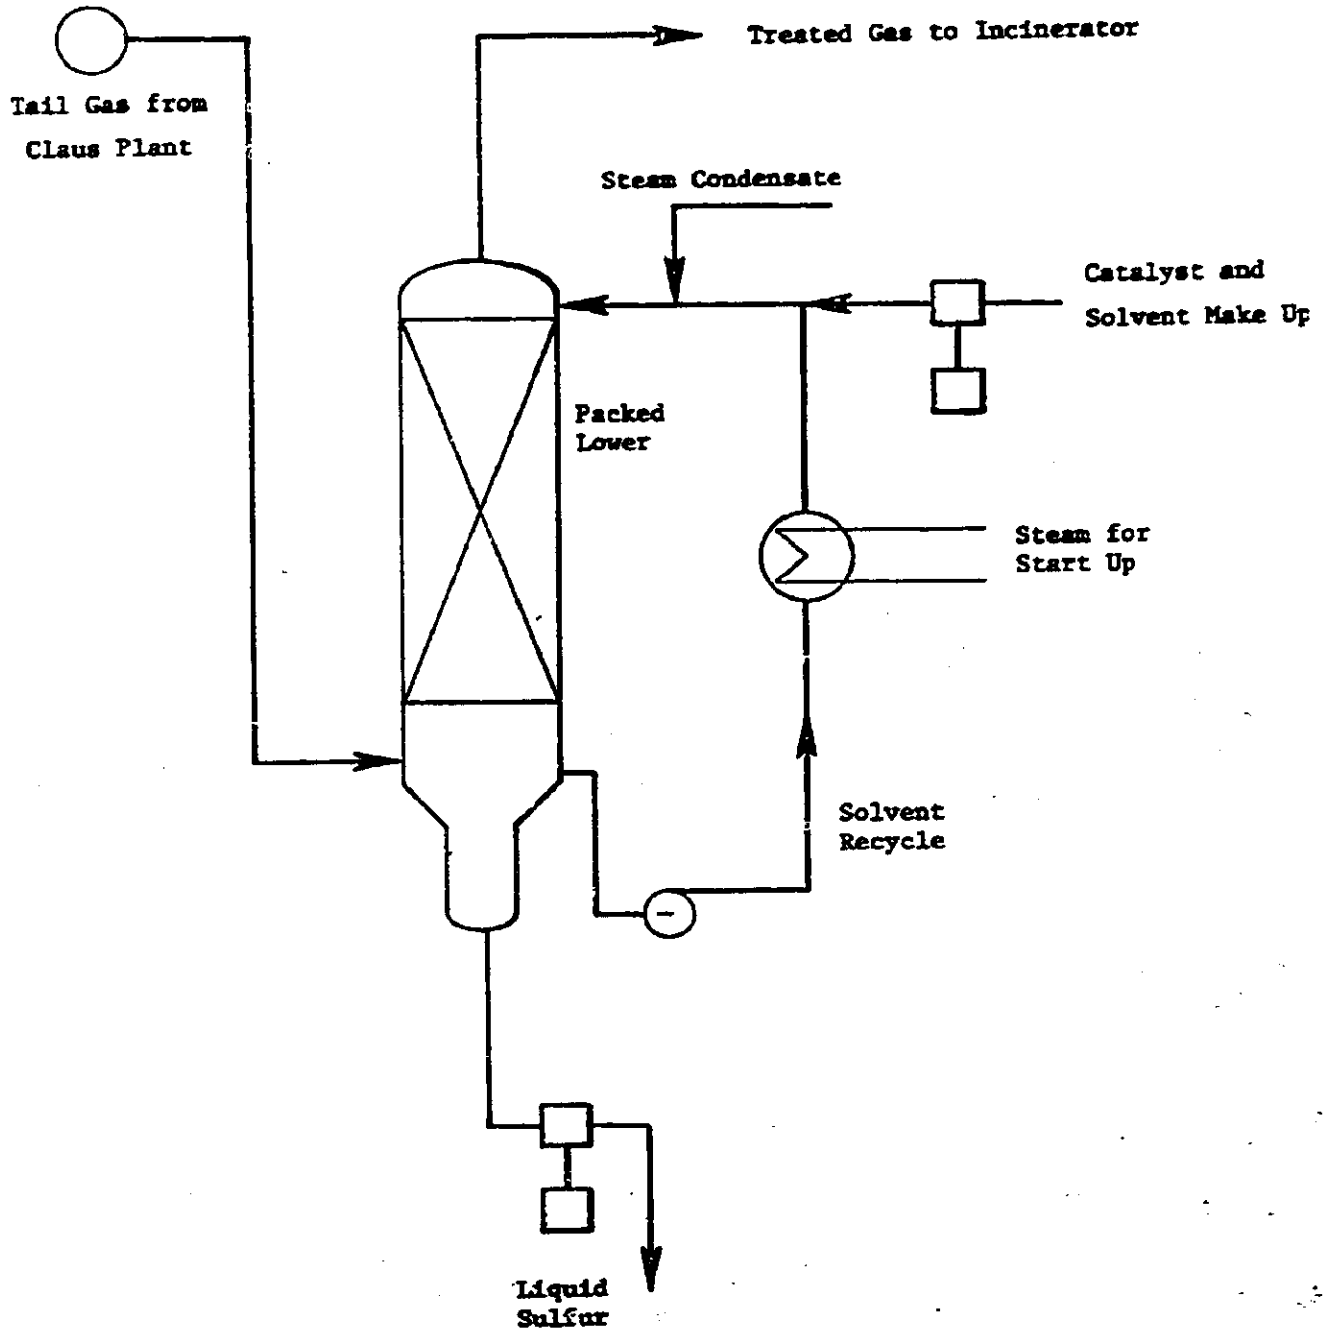 Treated Gas to Incinerator
Tail Gas from
Claus Plant
Steam Condensate
Catalyst and
Solvent Make Up
Packed
Lower
Steam for
Start Up
Solvent
Recycle
Liquid
Sulfur